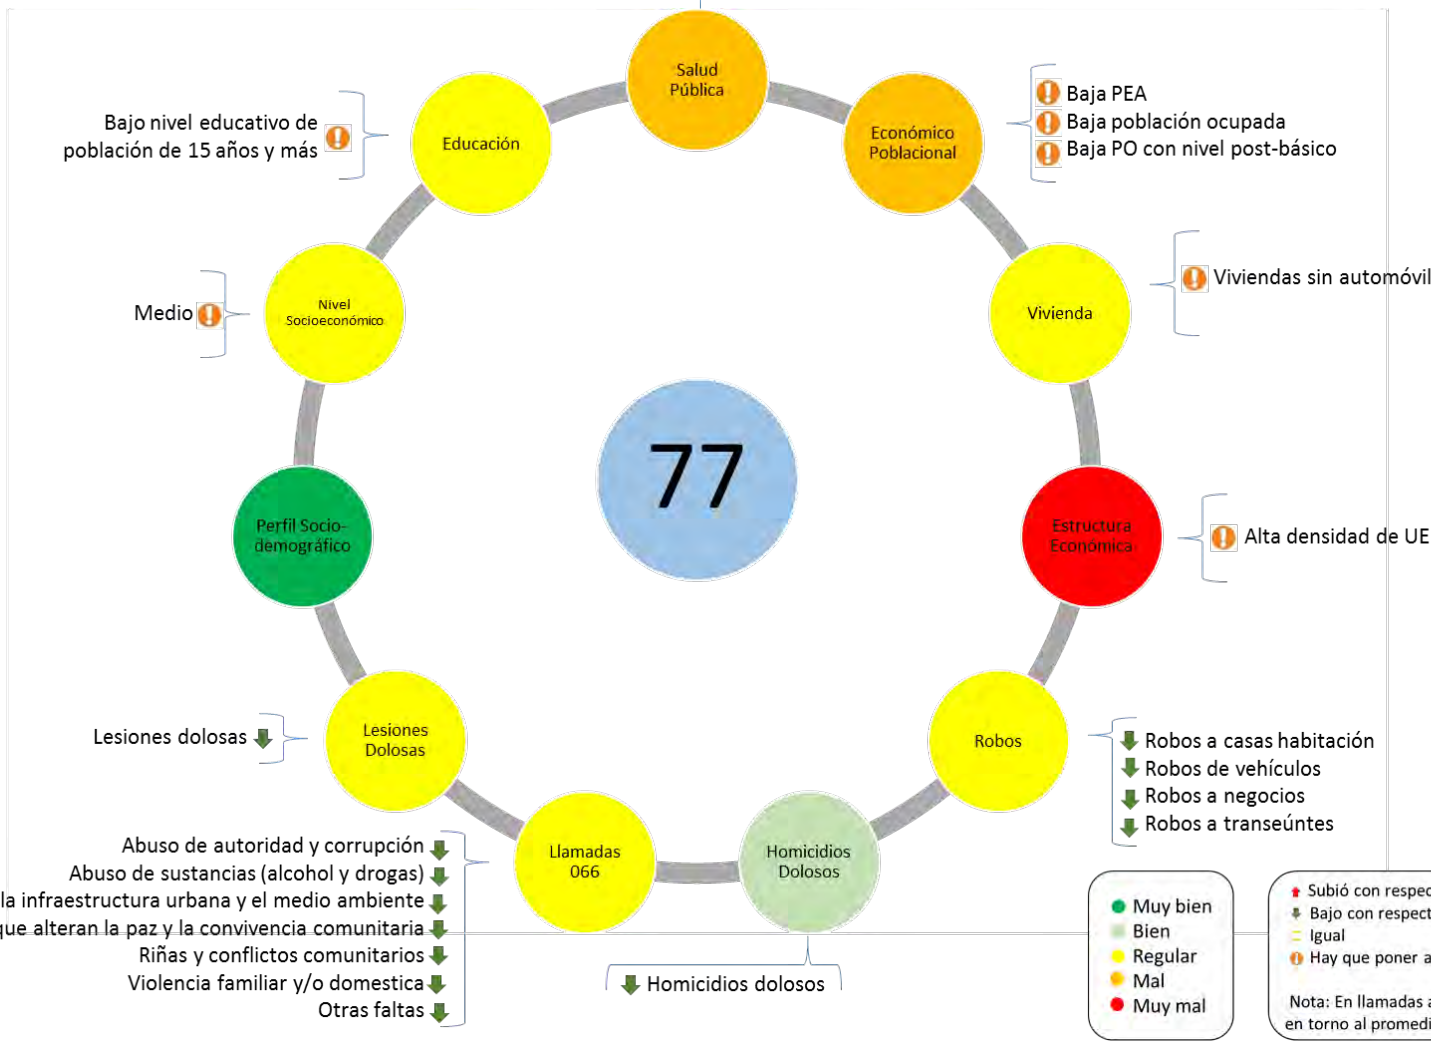 Salud
Pública
Baja PEA
Baja población ocupada
Baja PO con nivel post-básico
Económico
Poblacional
Bajo nivel educativo de
población de 15 años y más
Educación
Viviendas sin automóvil
Vivienda
Medio
Nivel
Socioeconómico
77
Perfil Socio-
demográfico
Estructura
Económica
Alta densidad de UE
Lesiones dolosas
Lesiones
Dolosas
Robos
Robos a casas habitación
Robos de vehículos
Robos a negocios
Robos a transeúntes
Abuso de autoridad y corrupción
Abuso de sustancias (alcohol y drogas)
la infraestructura urbana y el medio ambiente
que alteran la paz y la convivencia comunitaria
Riñas y conflictos comunitarios
Violencia familiar y/o domestica
Otras faltas
Llamadas
066
Homicidios
Dolosos
Homicidios dolosos
Muy bien
Bien
Regular
Mal
Muy mal
Subió con respec
Bajo con respect
Igual
Hay que poner a
Nota: En llamadas a
en torno al promedi